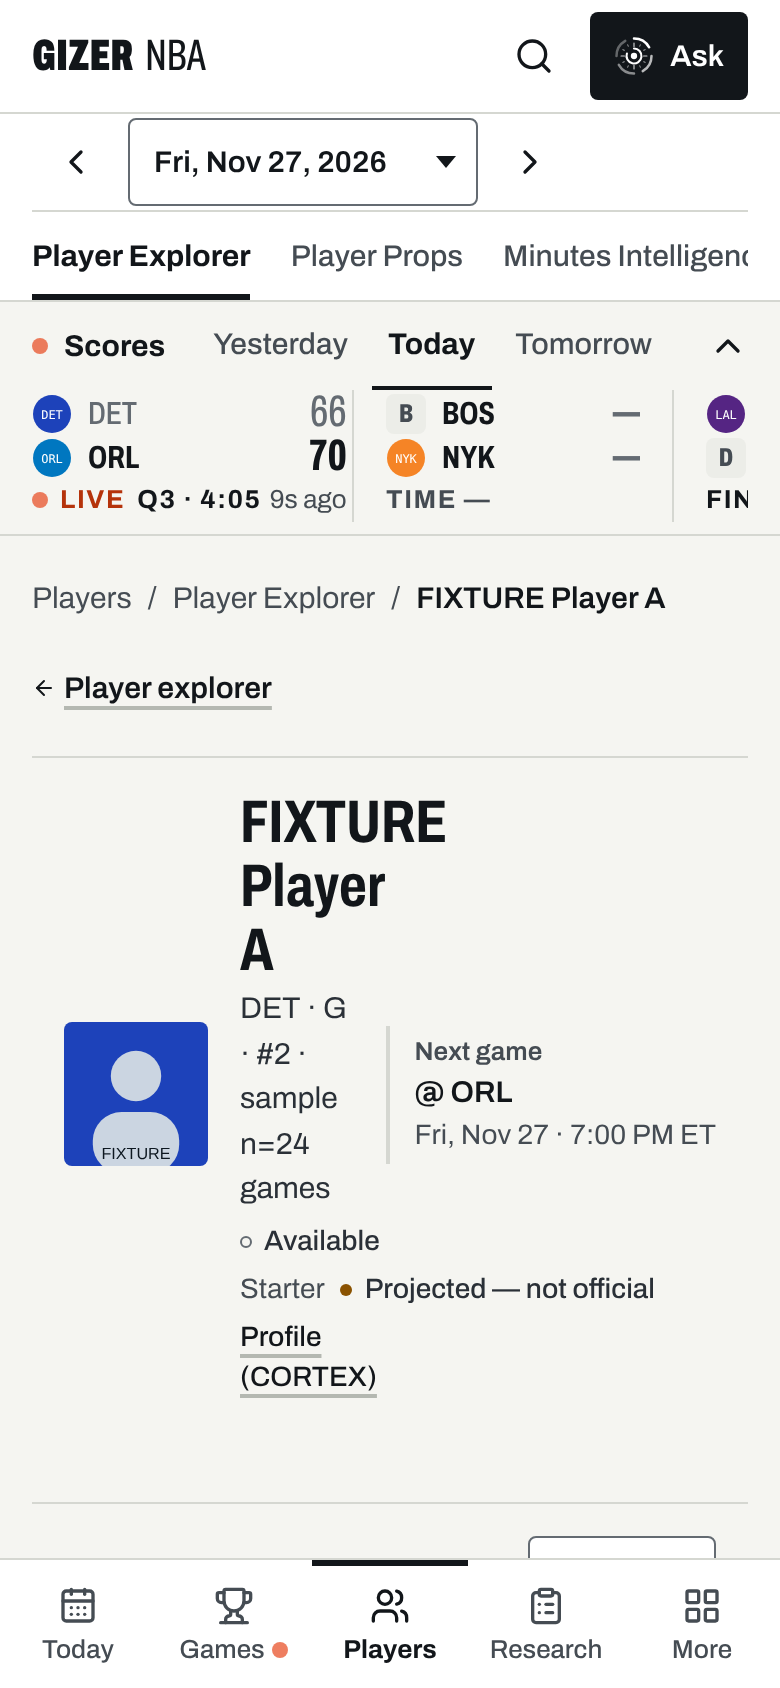 GIZER NBA
Ask
Fri, Nov 27, 2026
Player Explorer Player Props Minutes Intelligenc
Scores Yesterday Today Tomorrow
DET DET 66
ORL ORL 70
LIVE Q3 · 4:05 9s ago
B BOS —
NYK NYK —
TIME —
LAL
D
FIN
Players / Player Explorer / FIXTURE Player A
← Player explorer
FIXTURE
Player
A
DET · G
· #2 ·
sample
n=24
games
FIXTURE
Next game
@ ORL
Fri, Nov 27 · 7:00 PM ET
Available
Starter Projected — not official
Profile
(CORTEX)
Today Games Players Research More